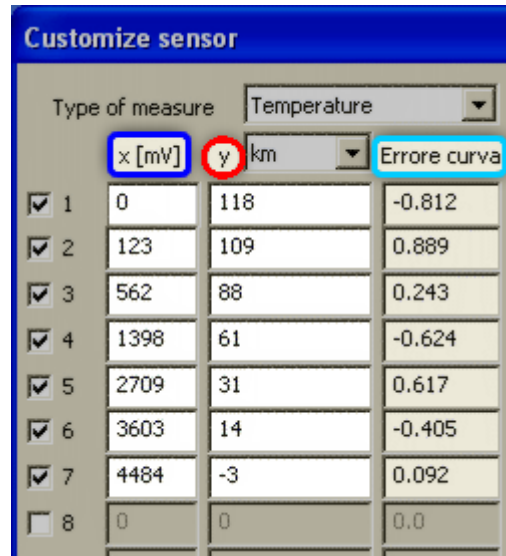 Customize sensor
Type of measure Temperature
x [mV] y km Errore curva
1 0 118 -0.812
2 123 109 0.889
3 562 88 0.243
4 1398 61 -0.624
5 2709 31 0.617
6 3603 14 -0.405
7 4484 -3 0.092
8 0 0 0.0